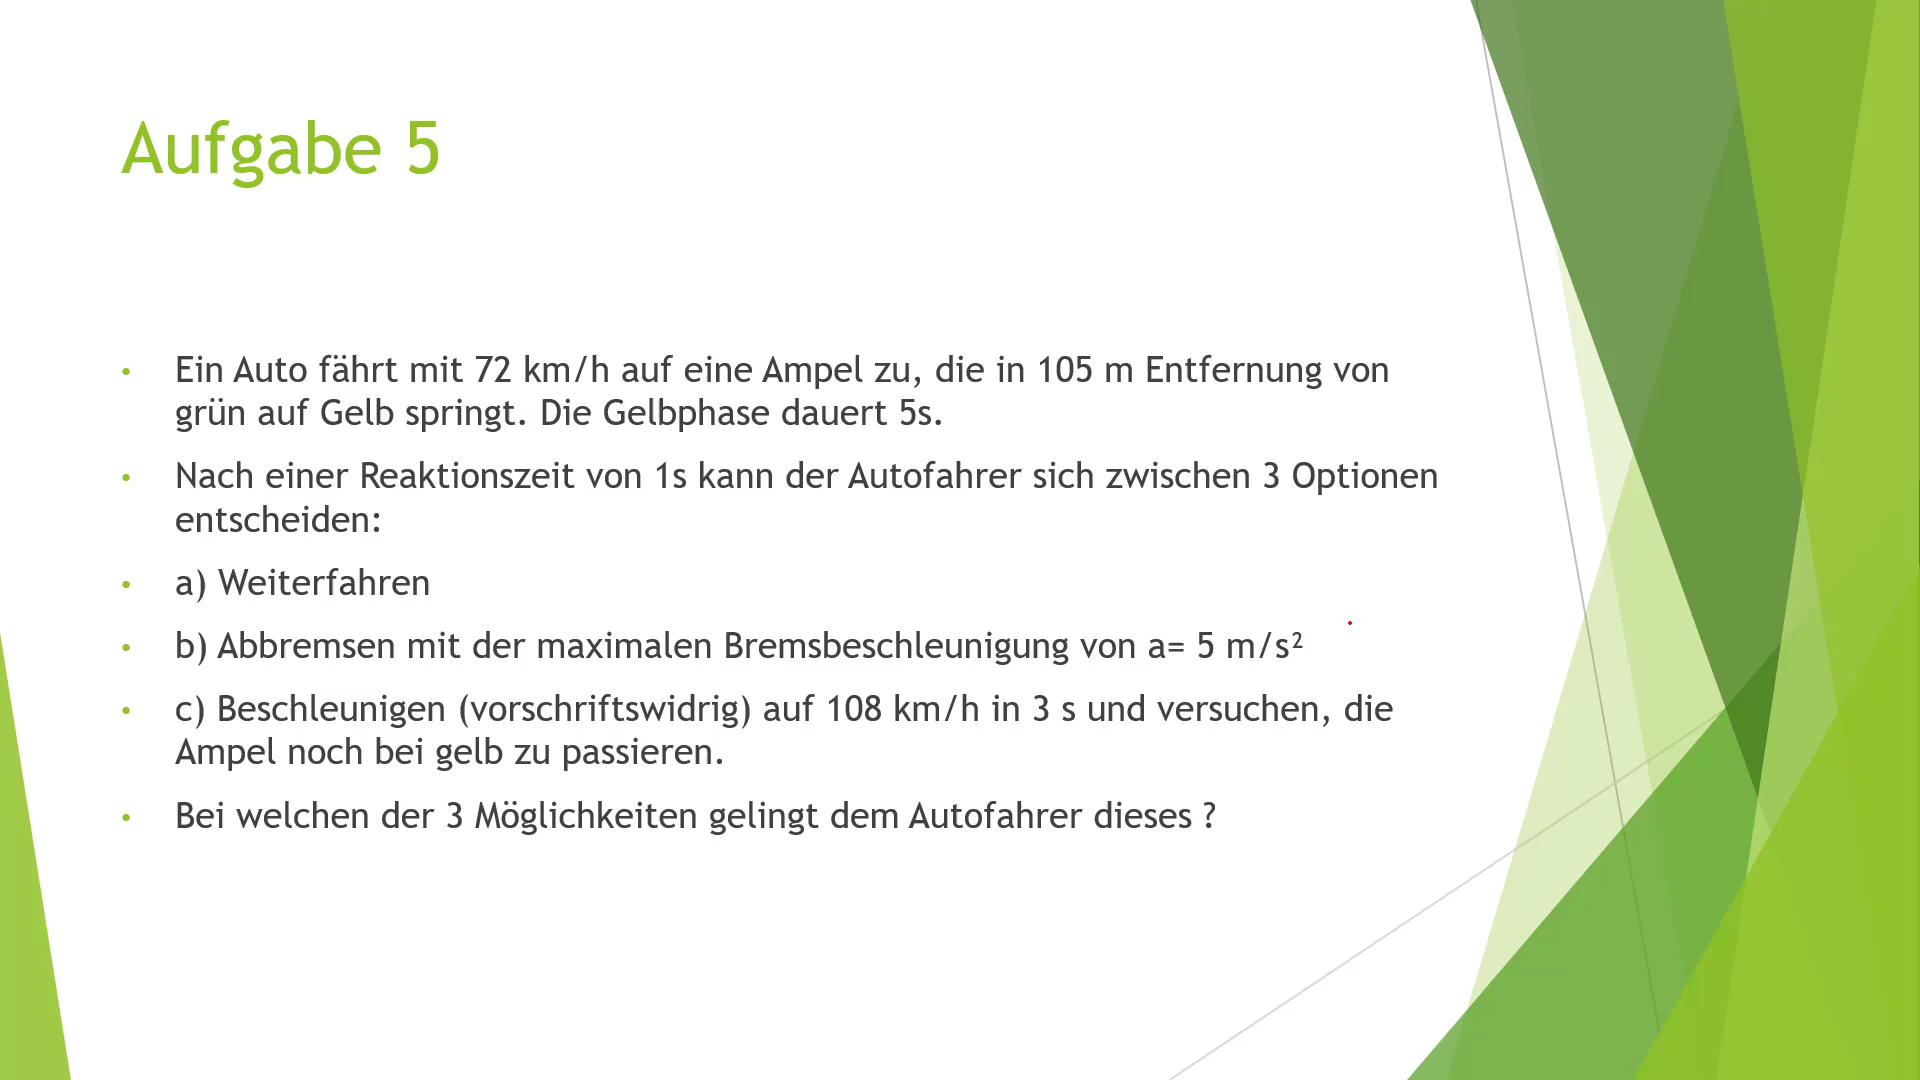 Aufgabe 5
• Ein Auto fährt mit 72 km/h auf eine Ampel zu, die in 105 m Entfernung von
grün auf Gelb springt. Die Gelbphase dauert 5s.
• Nach einer Reaktionszeit von 1s kann der Autofahrer sich zwischen 3 Optionen
entscheiden:
• a) Weiterfahren
• b) Abbremsen mit der maximalen Bremsbeschleunigung von a= 5 m/s²
• c) Beschleunigen (vorschriftswidrig) auf 108 km/h in 3 s und versuchen, die
Ampel noch bei gelb zu passieren.
• Bei welchen der 3 Möglichkeiten gelingt dem Autofahrer dieses ?